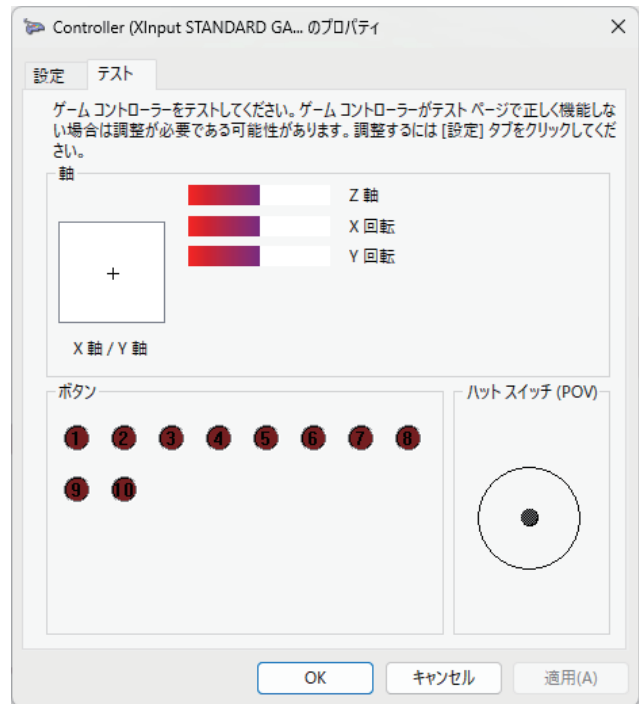 Controller (XInput STANDARD GA... のプロパティ
設定 テスト
ゲーム コントローラーをテストしてください。ゲーム コントローラーがテスト ページで正しく機能しな
い場合は調整が必要である可能性があります。調整するには [設定] タブをクリックしてくだ
さい。
軸
Z 軸
X 回転
Y 回転
X 軸 / Y 軸
ボタン
1 2 3 4 5 6 7 8
9 10
ハット スイッチ (POV)
OK キャンセル 適用(A)